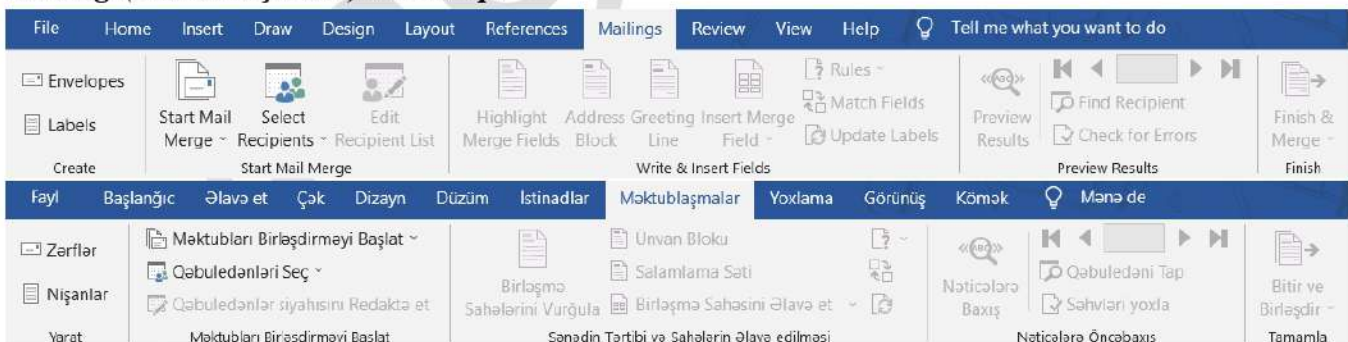 File Home Insert Draw Design Layout References Mailings Review View Help Tell me what you want to do
Envelopes
Labels
Create
Start Mail Merge
Select Recipients
Edit Recipient List
Start Mail Merge
Highlight Merge Fields
Address Block
Greeting Line
Insert Merge Field
Rules
Match Fields
Update Labels
Write & Insert Fields
«ABC»
Preview Results
Find Recipient
Check for Errors
Preview Results
Finish & Merge
Finish
Fayl Başlanğıc Əlavə et Çək Dizayn Düzüm İstinadlar Məktublaşmalar Yoxlama Görünüş Kömək Mənə de
Zərflər
Nişanlar
Yarat
Məktubları Birləşdirməyi Başlat
Qəbuledənləri Seç
Qəbuledənlər siyahısını Redaktə et
Məktubları Birləşdirməyi Başlat
Birləşmə Sahələrini Vurğula
Ünvan Bloku
Salamlama Səti
Birləşmə Sahəsini Əlavə et
Sənədin Tərtibi və Sahələrin əlavə edilməsi
«ABC»
Nəticələrə Baxış
Qəbuledəni Tap
Səhvləri yoxla
Nəticələrə Öncəbaxış
Bitir və Birləşdir
Tamamla